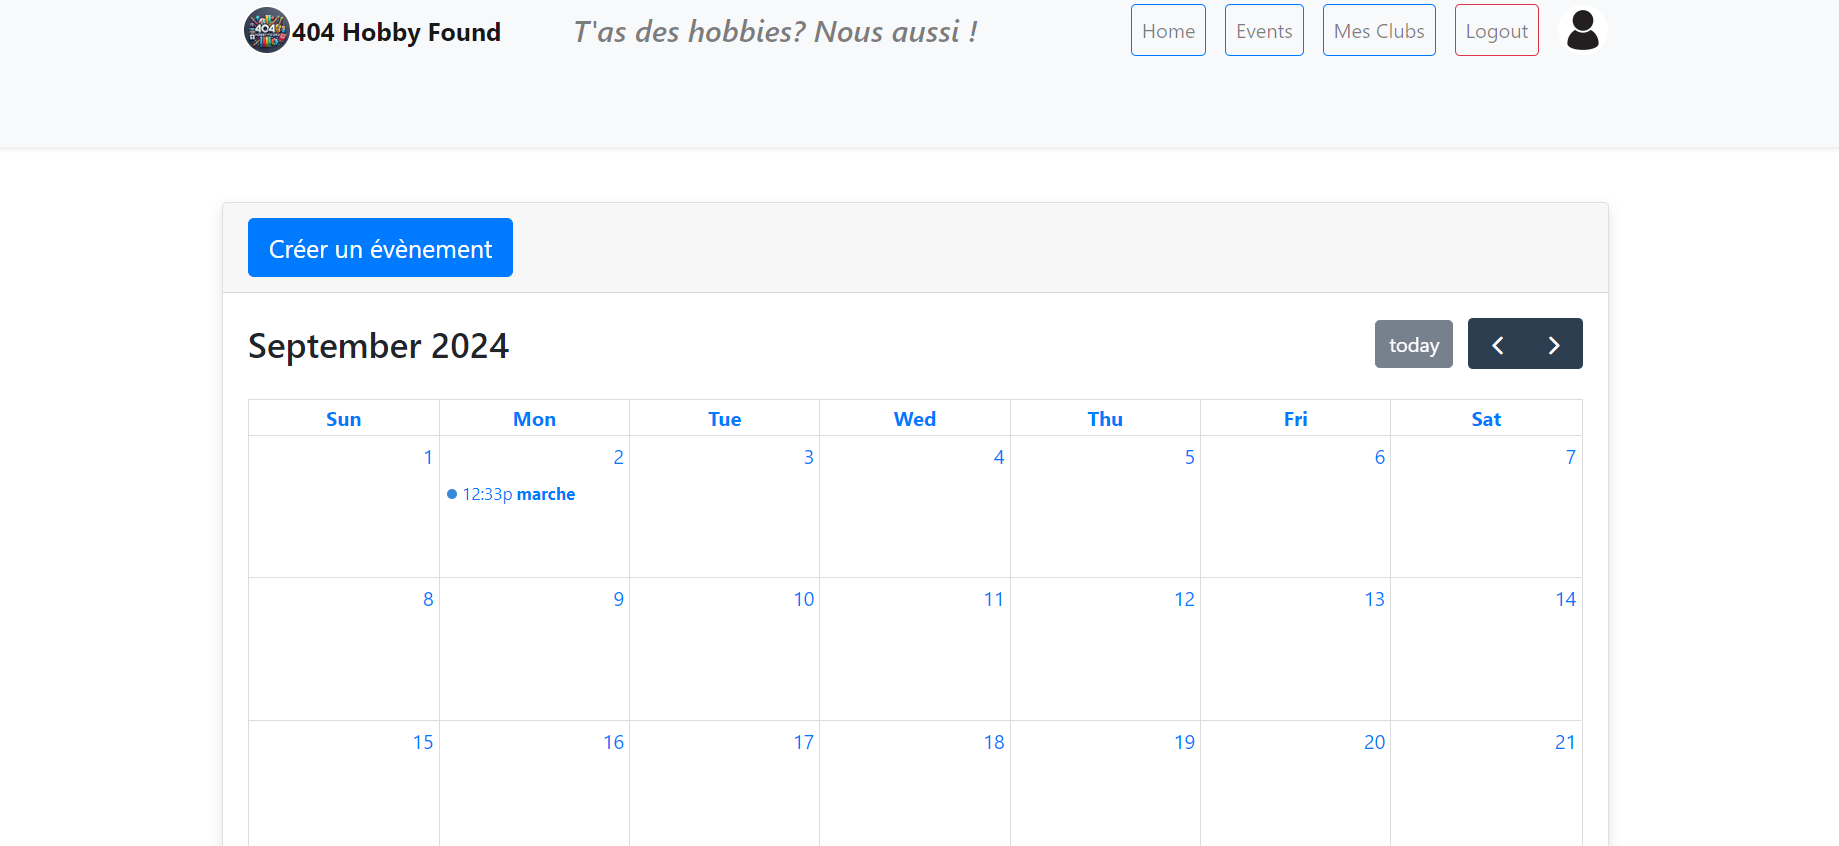 404 Hobby Found
T'as des hobbies? Nous aussi !
Home
Events
Mes Clubs
Logout
Créer un évènement
September 2024
today
Sun Mon Tue Wed Thu Fri Sat
1 2 3 4 5 6 7
12:33p marche
8 9 10 11 12 13 14
15 16 17 18 19 20 21